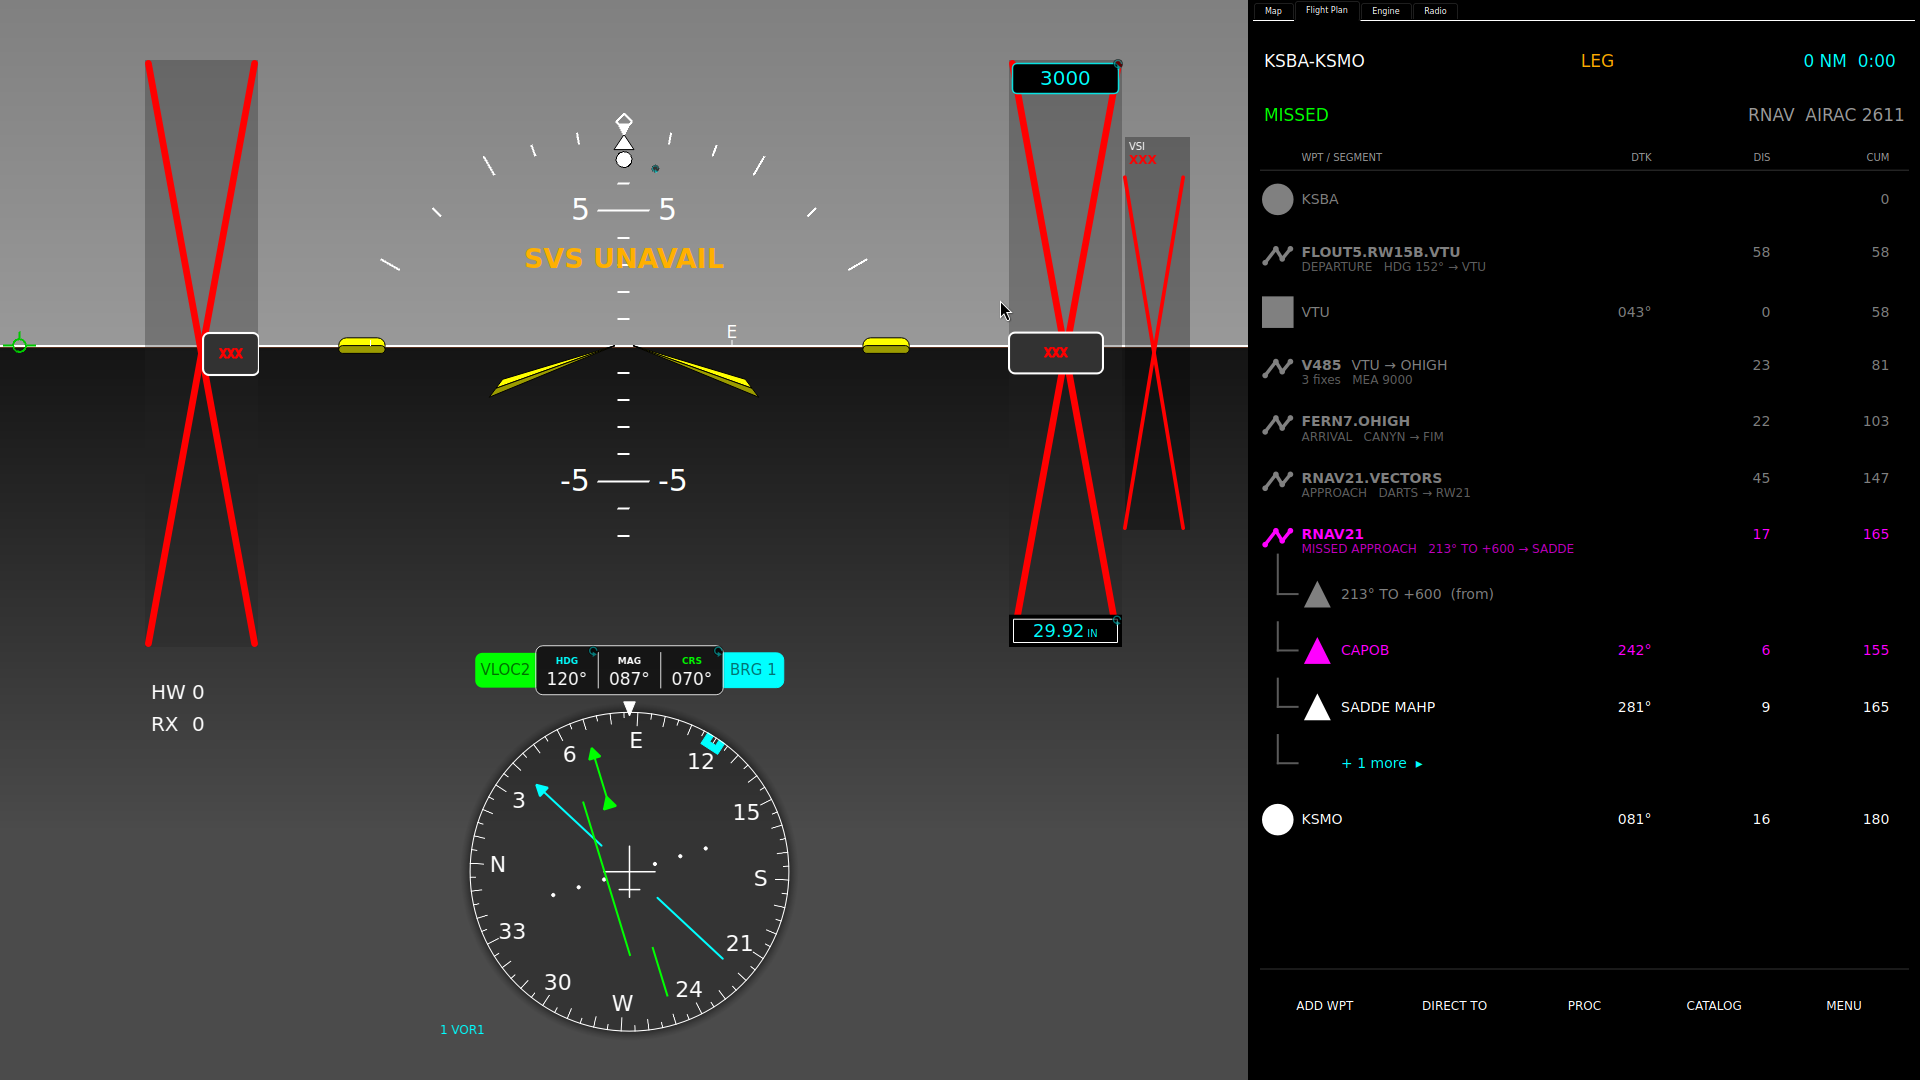 Map Flight Plan Engine Radio
KSBA-KSMO LEG 0 NM 0:00
MISSED RNAV AIRAC 2611
WPT / SEGMENT DTK DIS CUM
KSBA 0
FLOUT5.RW15B.VTU 58 58
DEPARTURE HDG 152° → VTU
VTU 043° 0 58
V485 VTU → OHIGH 23 81
3 fixes MEA 9000
FERN7.OHIGH 22 103
ARRIVAL CANYN → FIM
RNAV21.VECTORS 45 147
APPROACH DARTS → RW21
RNAV21 17 165
MISSED APPROACH 213° TO +600 → SADDE
213° TO +600 (from)
CAPOB 242° 6 155
SADDE MAHP 281° 9 165
+ 1 more ▸
KSMO 081° 16 180
ADD WPT DIRECT TO PROC CATALOG MENU
3000
VSI
XXX
5 5
SVS UNAVAIL
E
XXX
XXX
-5 -5
29.92 IN
VLOC2 HDG 120° MAG 087° CRS 070° BRG 1
HW 0
RX 0
E
6
12
3
15
N
S
33
21
30
24
W
1 VOR1